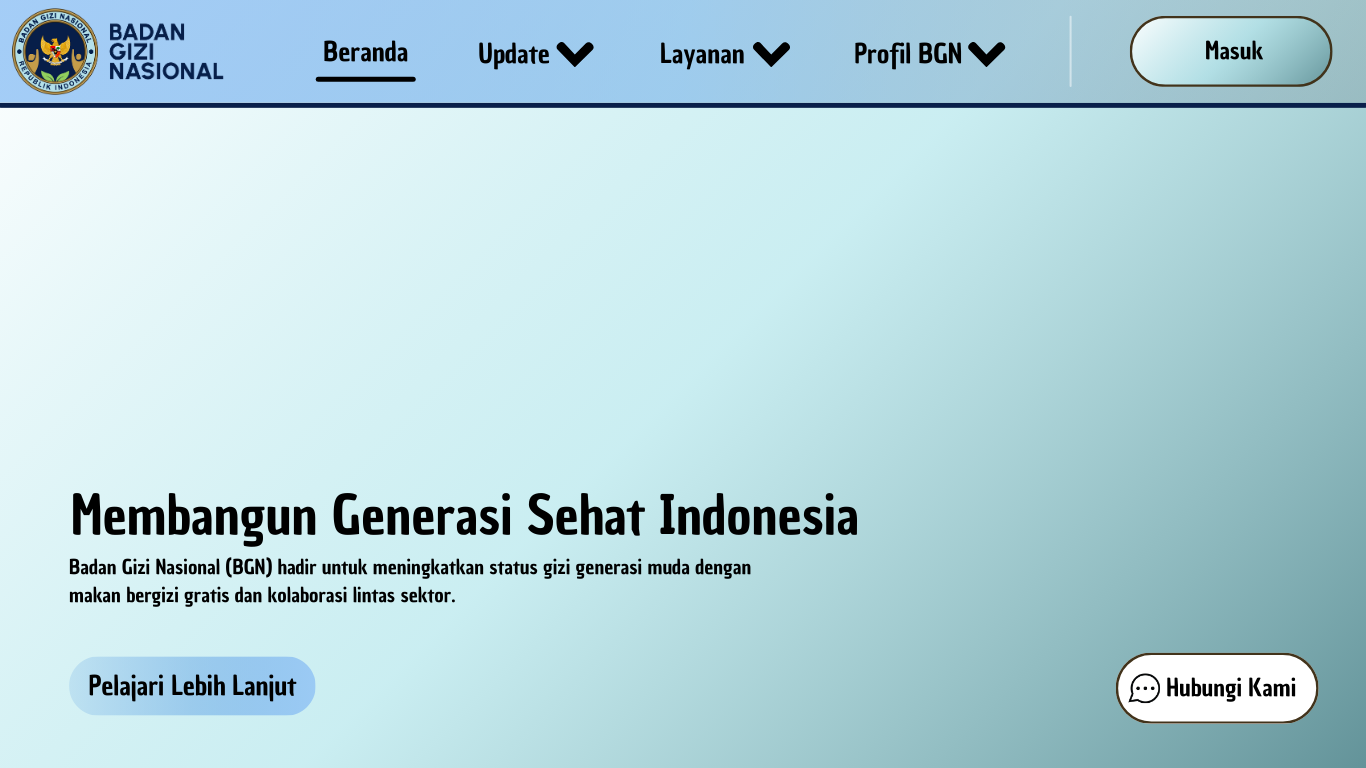 BADAN GIZI NASIONAL
REPUBLIK INDONESIA
BADAN
GIZI
NASIONAL
Beranda
Update
Layanan
Profil BGN
Masuk
Membangun Generasi Sehat Indonesia
Badan Gizi Nasional (BGN) hadir untuk meningkatkan status gizi generasi muda dengan
makan bergizi gratis dan kolaborasi lintas sektor.
Pelajari Lebih Lanjut
Hubungi Kami